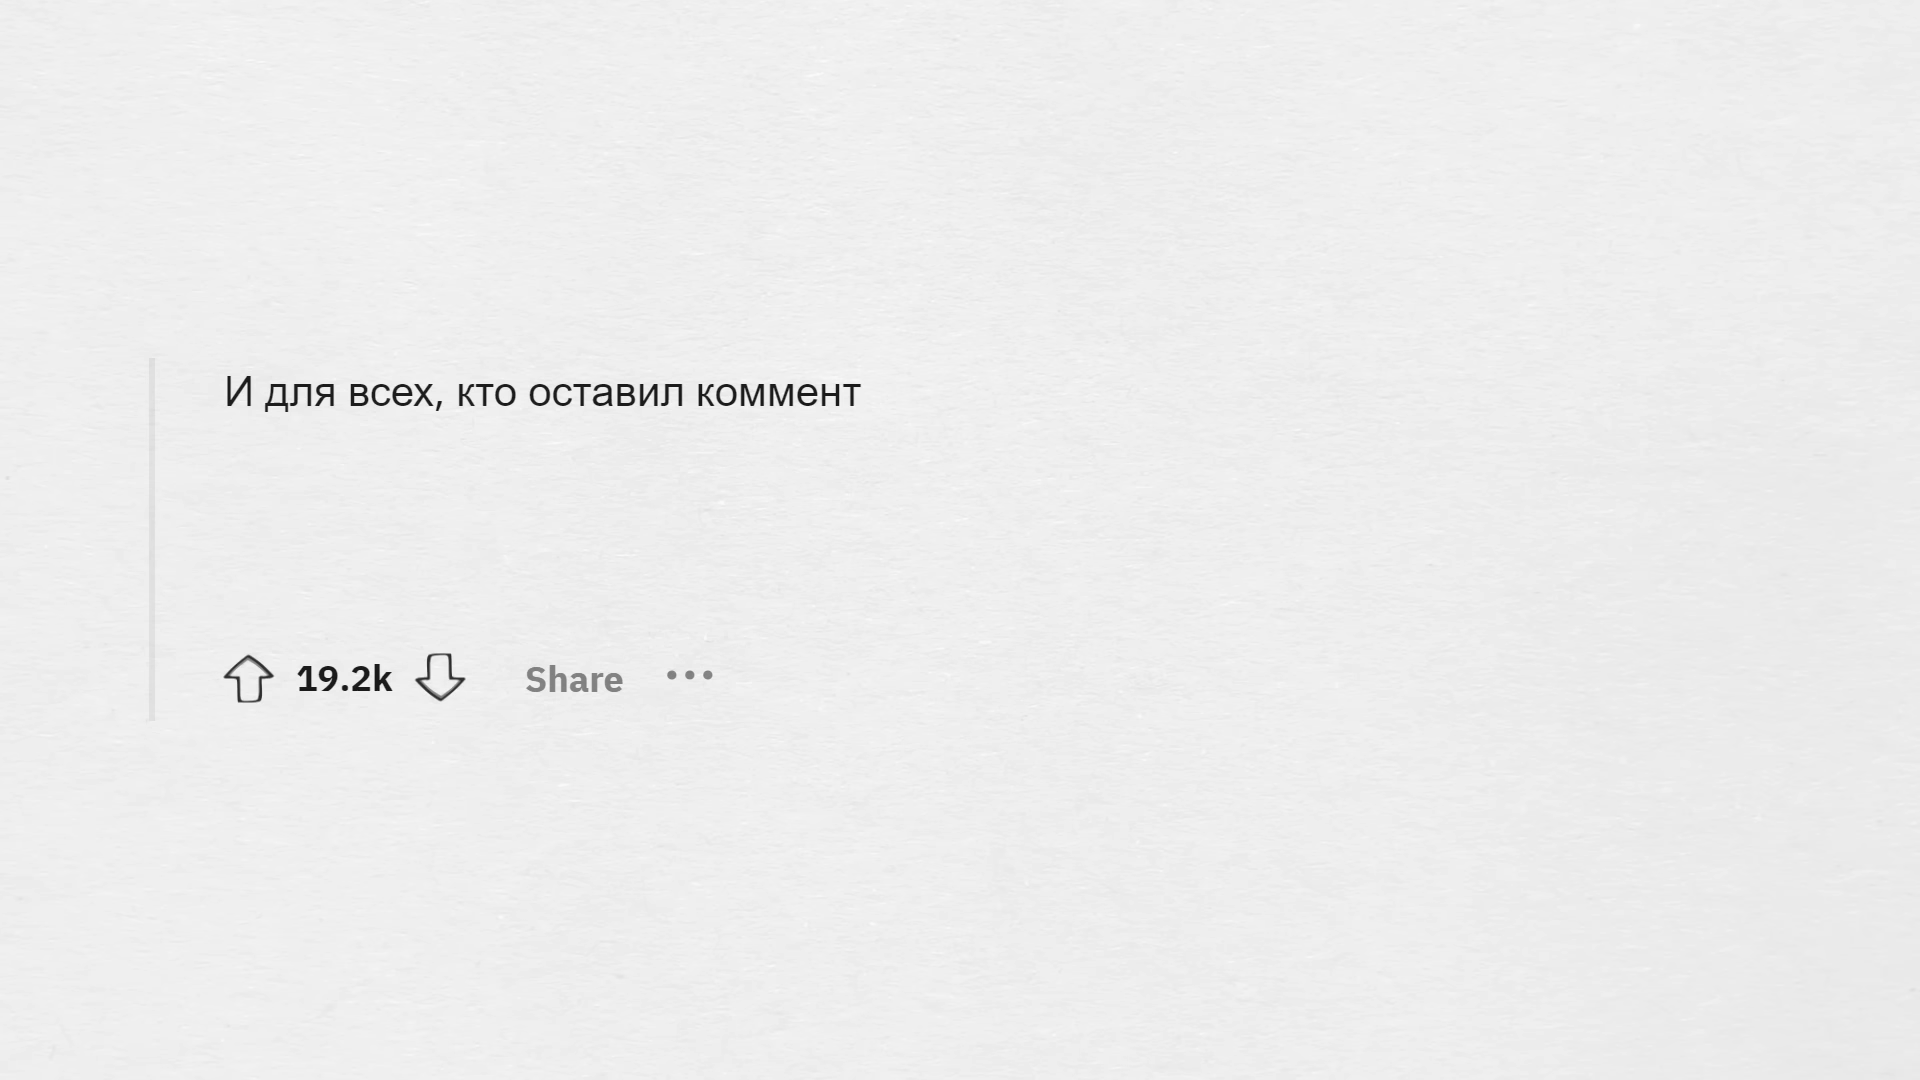 И для всех, кто оставил коммент
19.2k Share •••